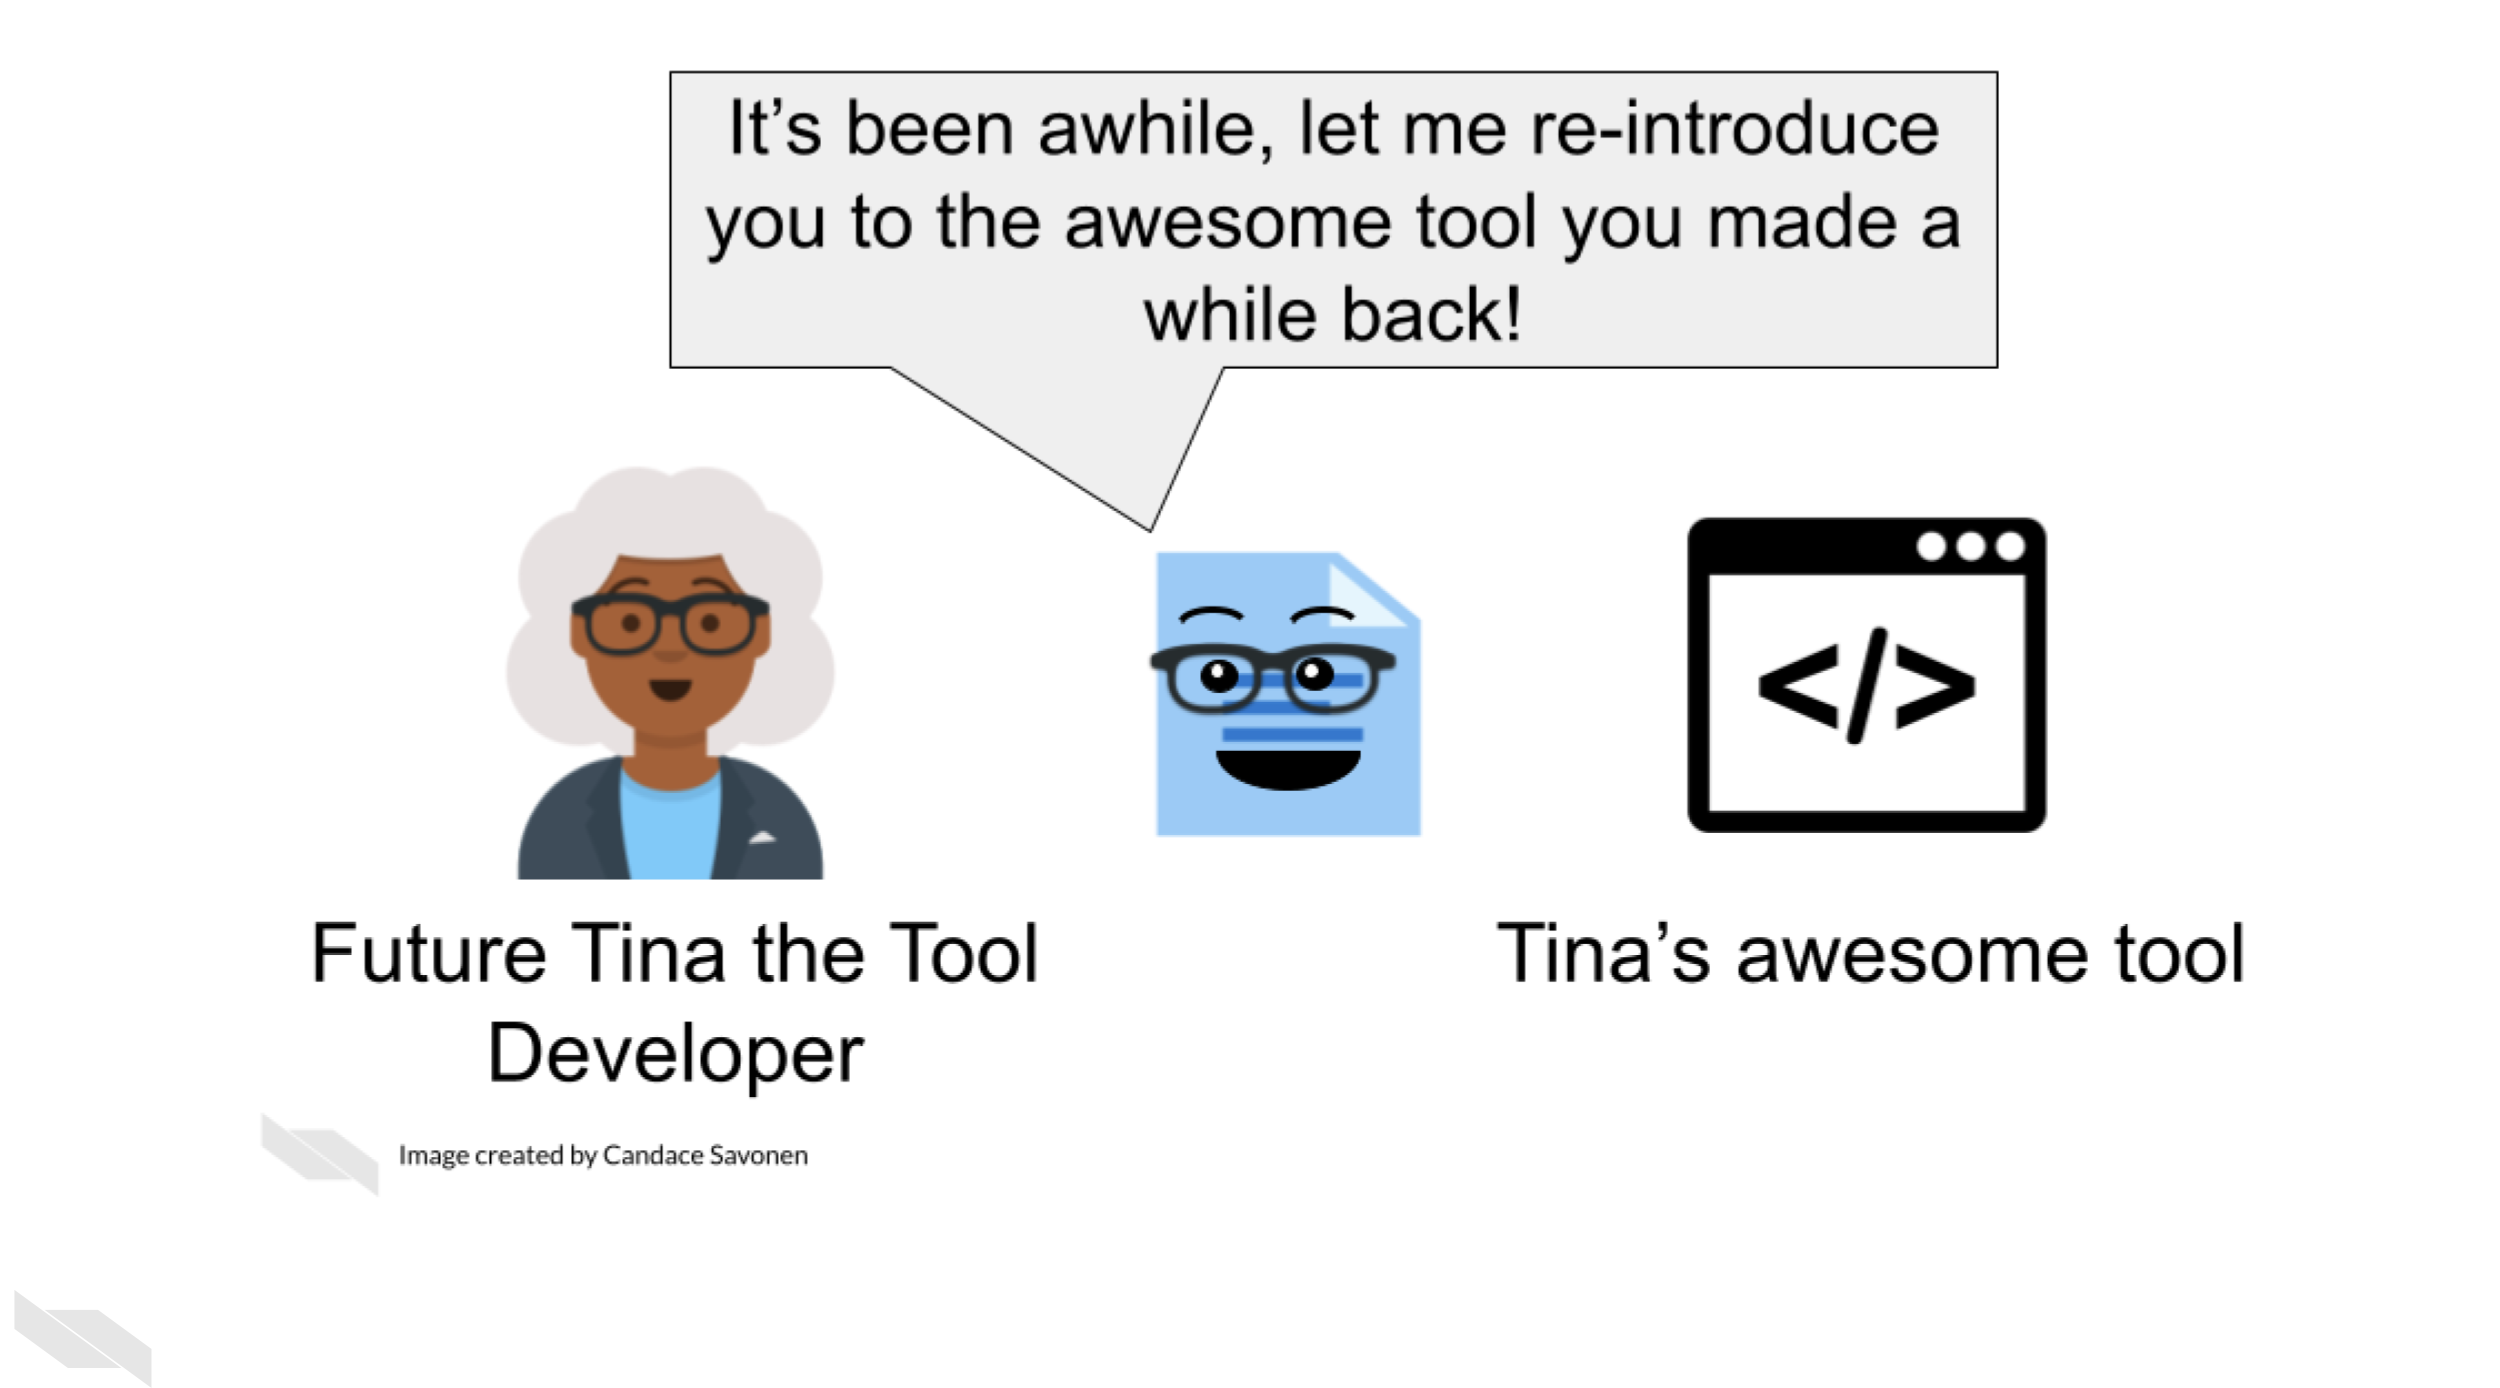 It’s been awhile, let me re-introduce
you to the awesome tool you made a
while back!
</>
Future Tina the Tool
Developer
Tina’s awesome tool
Image created by Candace Savonen